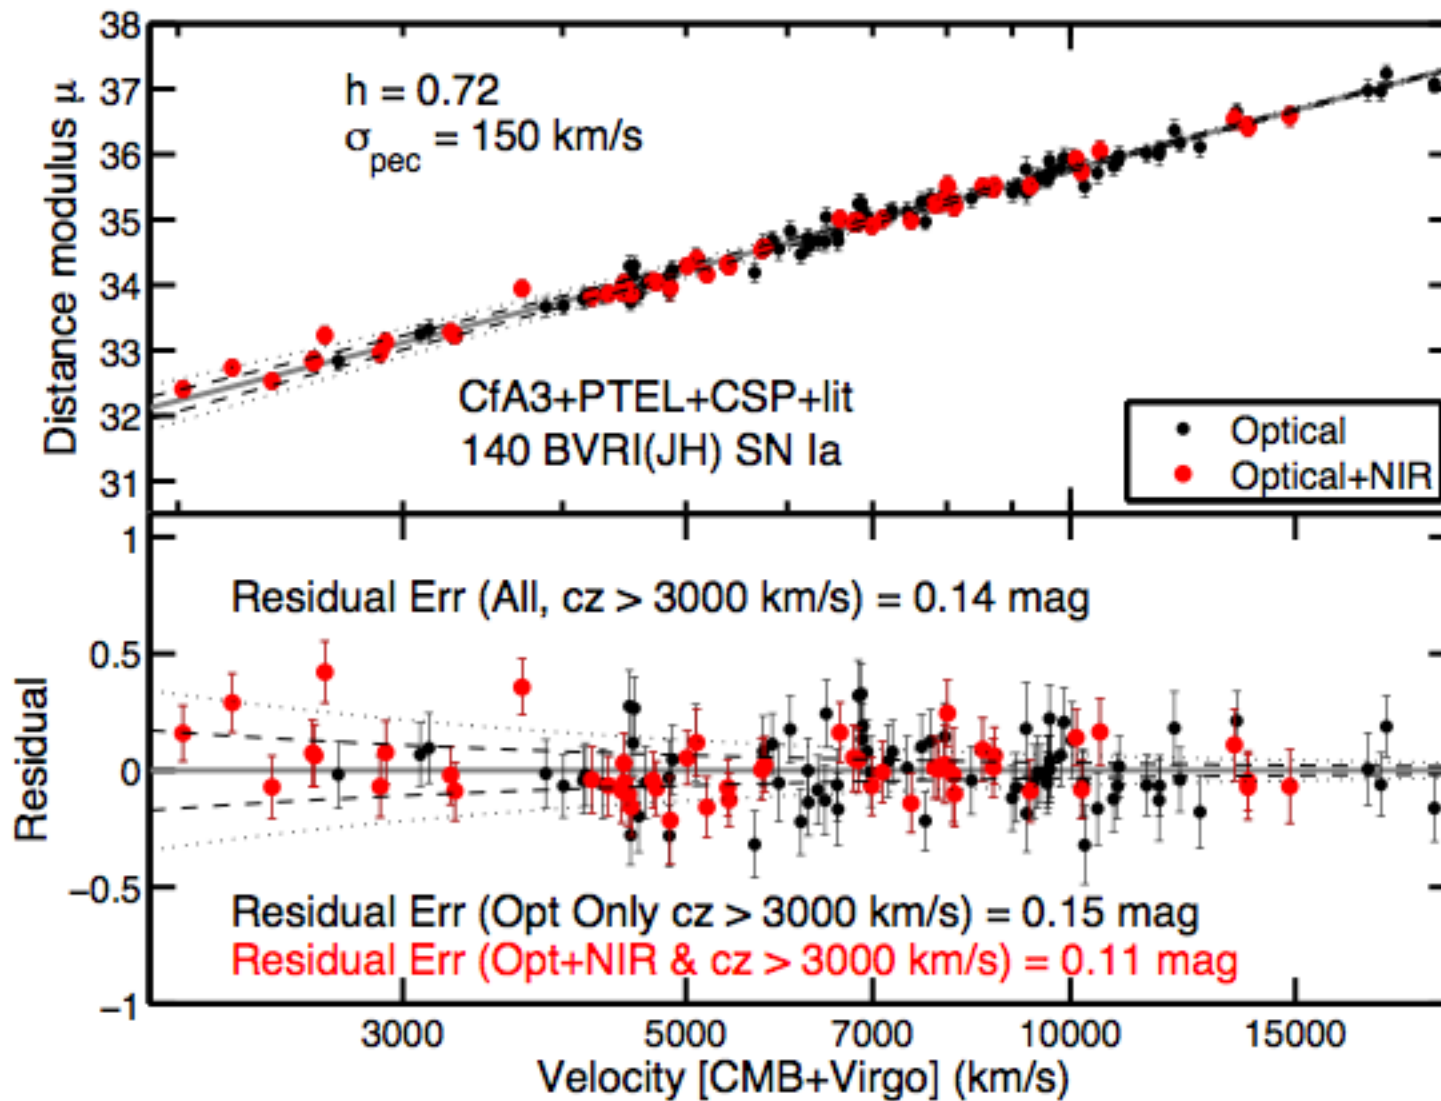 38
37
36
35
34
33
32
31
Distance modulus μ
h = 0.72
σpec = 150 km/s
CfA3+PTEL+CSP+lit
140 BVRI(JH) SN Ia
Optical
Optical+NIR
1
0.5
0
−0.5
−1
Residual
Residual Err (All, cz > 3000 km/s) = 0.14 mag
Residual Err (Opt Only cz > 3000 km/s) = 0.15 mag
Residual Err (Opt+NIR & cz > 3000 km/s) = 0.11 mag
3000 5000 7000 10000 15000
Velocity [CMB+Virgo] (km/s)